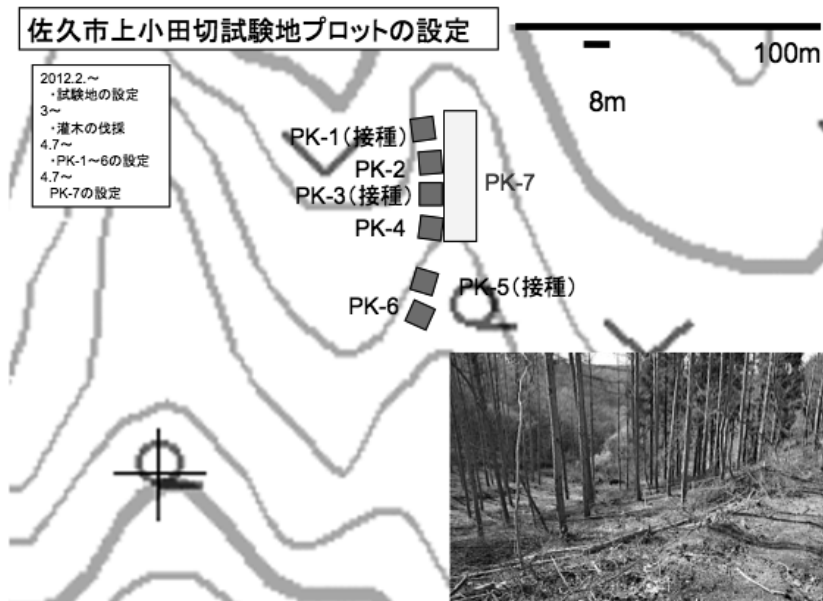 佐久市上小田切試験地プロットの設定
100m
8m
2012.2.～
・試験地の設定
3～
・灌木の伐採
4.7～
・PK-1～6の設定
4.7～
PK-7の設定
PK-1(接種)
PK-2
PK-3(接種)
PK-4
PK-7
PK-5(接種)
PK-6